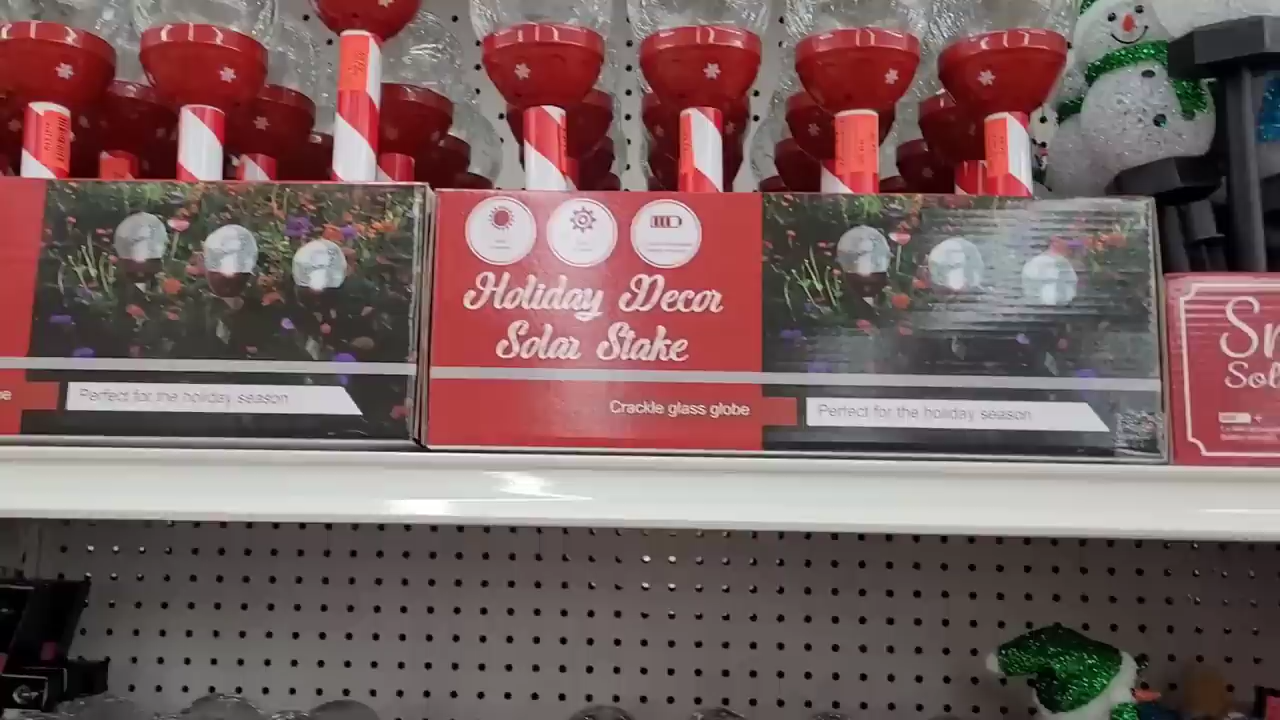 Holiday Decor
Solar Stake
Crackle glass globe
Perfect for the holiday season
Perfect for the holiday season